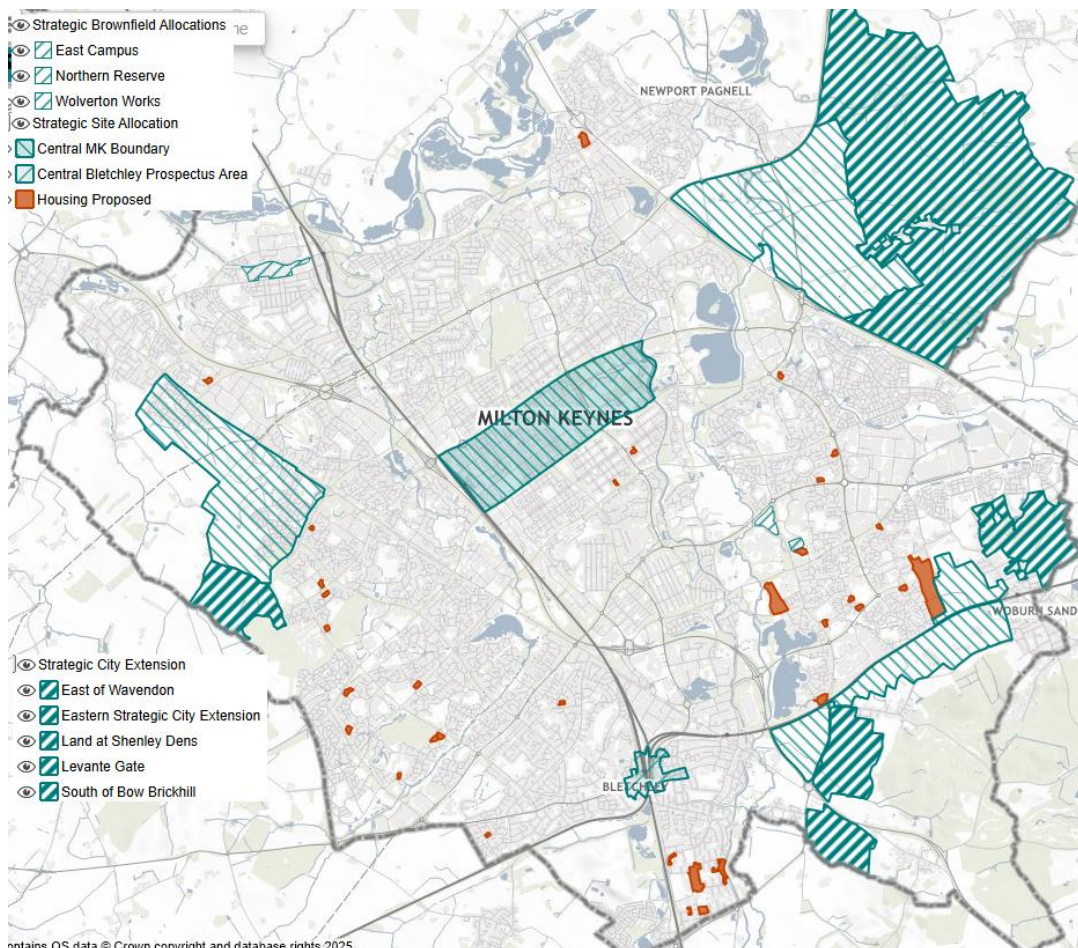 Strategic Brownfield Allocations
me
East Campus
Northern Reserve
Wolverton Works
Strategic Site Allocation
Central MK Boundary
Central Bletchley Prospectus Area
Housing Proposed
NEWPORT PAGNELL
MILTON KEYNES
WOBURN SAND
Strategic City Extension
East of Wavendon
Eastern Strategic City Extension
Land at Shenley Dens
Levante Gate
South of Bow Brickhill
BLETCHLEY
ontains OS data © Crown copyright and database rights 2025